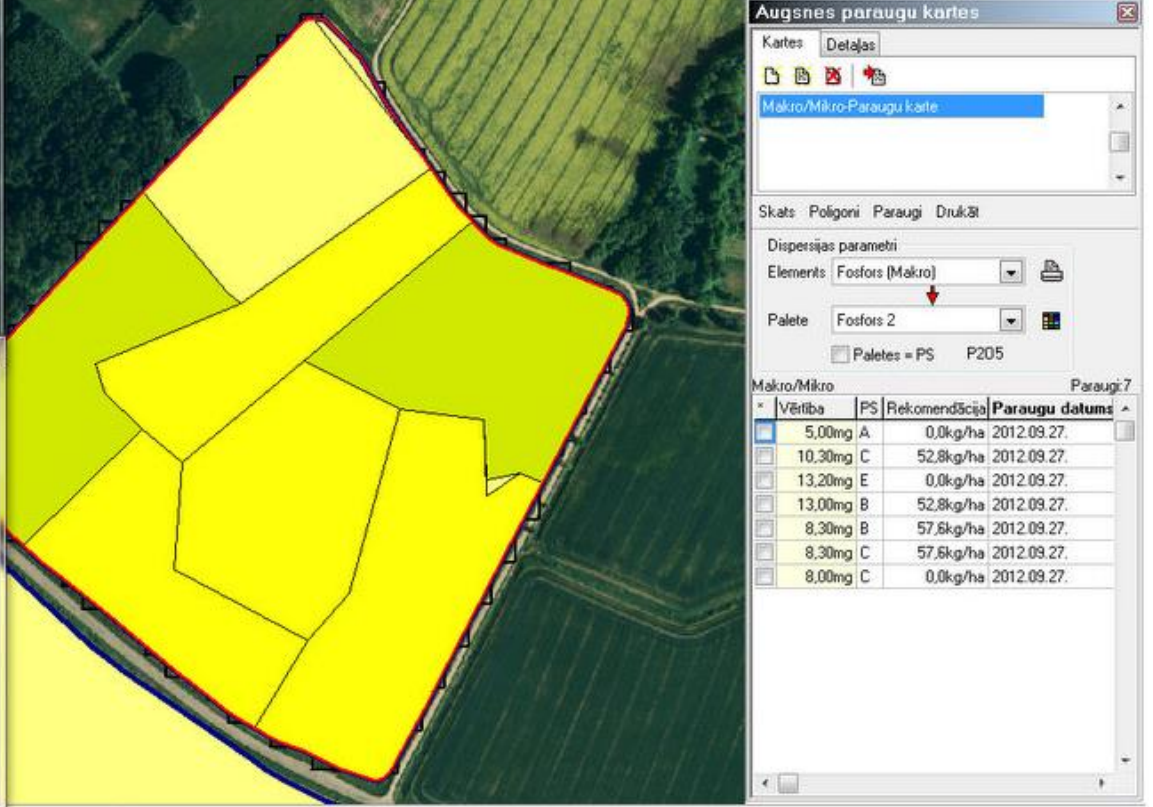 Augsnes paraugu kartes
Kartes Detaļas
Makro/Mikro-Paraugu karte
Skats Poligoni Paraugi Drukāt
Dispersijas parametri
Elements Fosfors (Makro)
Palete Fosfors 2
Paletes = PS P205
Makro/Mikro Paraugi:7
* Vērtība PS Rekomendācija Paraugu datums
5,00mg A 0,0kg/ha 2012.09.27.
10,30mg C 52,8kg/ha 2012.09.27.
13,20mg E 0,0kg/ha 2012.09.27.
13,00mg B 52,8kg/ha 2012.09.27.
8,30mg B 57,6kg/ha 2012.09.27.
8,30mg C 57,6kg/ha 2012.09.27.
8,00mg C 0,0kg/ha 2012.09.27.